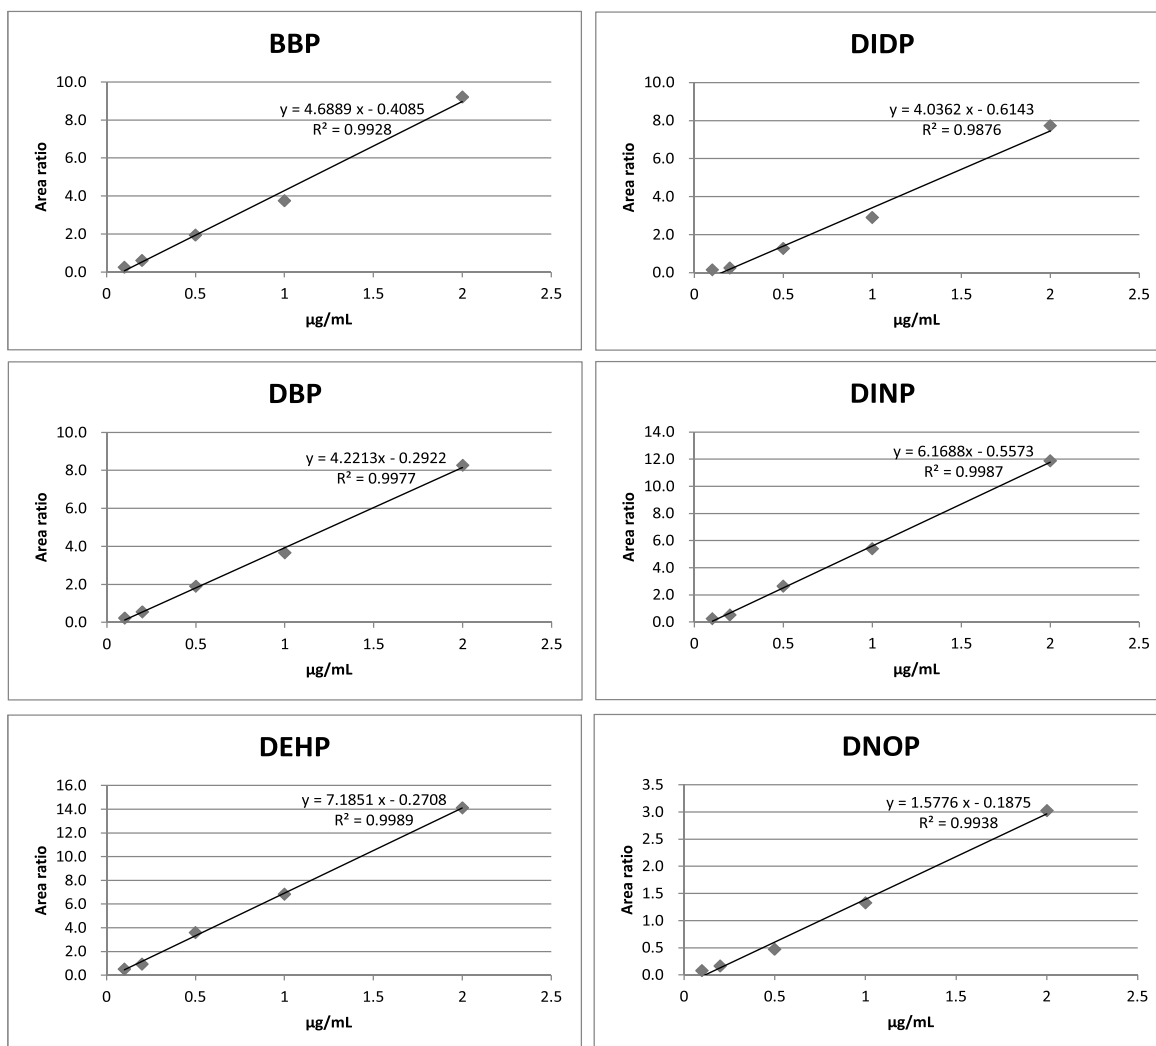 BBP
10.0
8.0
6.0
4.0
2.0
0.0
Area ratio
y = 4.6889 x - 0.4085
R² = 0.9928
0 0.5 1 1.5 2 2.5
µg/mL
DIDP
10.0
8.0
6.0
4.0
2.0
0.0
Area ratio
y = 4.0362 x - 0.6143
R² = 0.9876
0 0.5 1 1.5 2 2.5
µg/mL
DBP
10.0
8.0
6.0
4.0
2.0
0.0
Area ratio
y = 4.2213x - 0.2922
R² = 0.9977
0 0.5 1 1.5 2 2.5
µg/mL
DINP
14.0
12.0
10.0
8.0
6.0
4.0
2.0
0.0
Area ratio
y = 6.1688x - 0.5573
R² = 0.9987
0 0.5 1 1.5 2 2.5
µg/mL
DEHP
16.0
14.0
12.0
10.0
8.0
6.0
4.0
2.0
0.0
Area ratio
y = 7.1851 x - 0.2708
R² = 0.9989
0 0.5 1 1.5 2 2.5
µg/mL
DNOP
3.5
3.0
2.5
2.0
1.5
1.0
0.5
0.0
Area ratio
y = 1.5776 x - 0.1875
R² = 0.9938
0 0.5 1 1.5 2 2.5
µg/mL